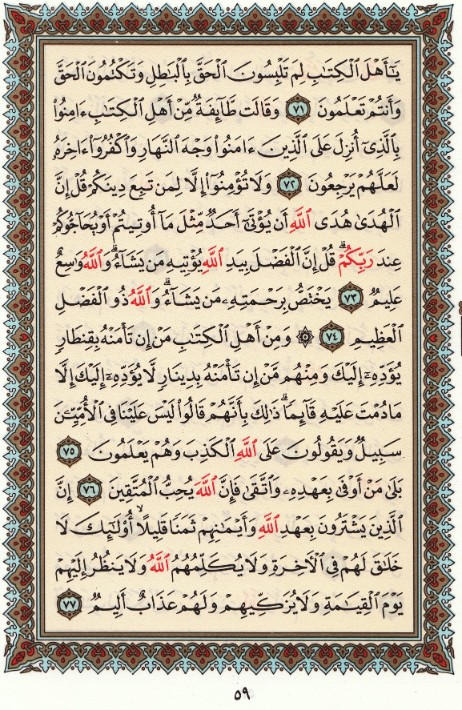 يَٰٓأَهۡلَ ٱلۡكِتَٰبِ لِمَ تَلۡبِسُونَ ٱلۡحَقَّ بِٱلۡبَٰطِلِ وَتَكۡتُمُونَ ٱلۡحَقَّ
وَأَنتُمۡ تَعۡلَمُونَ ٧١ وَقَالَت طَّآئِفَةٞ مِّنۡ أَهۡلِ ٱلۡكِتَٰبِ ءَامِنُواْ
بِٱلَّذِيٓ أُنزِلَ عَلَى ٱلَّذِينَ ءَامَنُواْ وَجۡهَ ٱلنَّهَارِ وَٱكۡفُرُوٓاْ ءَاخِرَهُۥ
لَعَلَّهُمۡ يَرۡجِعُونَ ٧٢ وَلَا تُؤۡمِنُوٓاْ إِلَّا لِمَن تَبِعَ دِينَكُمۡ قُلۡ إِنَّ
ٱلۡهُدَىٰ هُدَى ٱللَّهِ أَن يُؤۡتَىٰٓ أَحَدٞ مِّثۡلَ مَآ أُوتِيتُمۡ أَوۡ يُحَآجُّوكُمۡ
عِندَ رَبِّكُمۡۗ قُلۡ إِنَّ ٱلۡفَضۡلَ بِيَدِ ٱللَّهِ يُؤۡتِيهِ مَن يَشَآءُۗ وَٱللَّهُ وَٰسِعٌ
عَلِيمٞ ٧٣ يَخۡتَصُّ بِرَحۡمَتِهِۦ مَن يَشَآءُۗ وَٱللَّهُ ذُو ٱلۡفَضۡلِ
ٱلۡعَظِيمِ ٧٤ ۞ وَمِنۡ أَهۡلِ ٱلۡكِتَٰبِ مَنۡ إِن تَأۡمَنۡهُ بِقِنطَارٖ
يُؤَدِّهِۦٓ إِلَيۡكَ وَمِنۡهُم مَّنۡ إِن تَأۡمَنۡهُ بِدِينَارٖ لَّا يُؤَدِّهِۦٓ إِلَيۡكَ إِلَّا
مَا دُمۡتَ عَلَيۡهِ قَآئِمٗاۗ ذَٰلِكَ بِأَنَّهُمۡ قَالُواْ لَيۡسَ عَلَيۡنَا فِي ٱلۡأُمِّيِّـۧنَ
سَبِيلٞ وَيَقُولُونَ عَلَى ٱللَّهِ ٱلۡكَذِبَ وَهُمۡ يَعۡلَمُونَ ٧٥
بَلَىٰ مَنۡ أَوۡفَىٰ بِعَهۡدِهِۦ وَٱتَّقَىٰ فَإِنَّ ٱللَّهَ يُحِبُّ ٱلۡمُتَّقِينَ ٧٦ إِنَّ
ٱلَّذِينَ يَشۡتَرُونَ بِعَهۡدِ ٱللَّهِ وَأَيۡمَٰنِهِمۡ ثَمَنٗا قَلِيلًا أُوْلَٰٓئِكَ لَا
خَلَٰقَ لَهُمۡ فِي ٱلۡأٓخِرَةِ وَلَا يُكَلِّمُهُمُ ٱللَّهُ وَلَا يَنظُرُ إِلَيۡهِمۡ
يَوۡمَ ٱلۡقِيَٰمَةِ وَلَا يُزَكِّيهِمۡ وَلَهُمۡ عَذَابٌ أَلِيمٞ ٧٧
٥٩